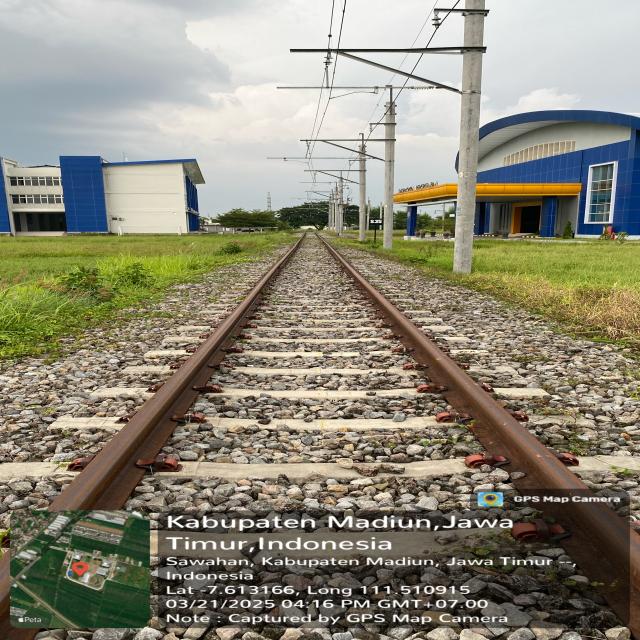 GPS Map Camera
Kabupaten Madiun,Jawa
Timur,Indonesia
Sawahan, Kabupaten Madiun, Jawa Timur --,
Indonesia
Lat -7.613166, Long 111.510915
03/21/2025 04:16 PM GMT+07.00
Note : Captured by GPS Map Camera
Peta